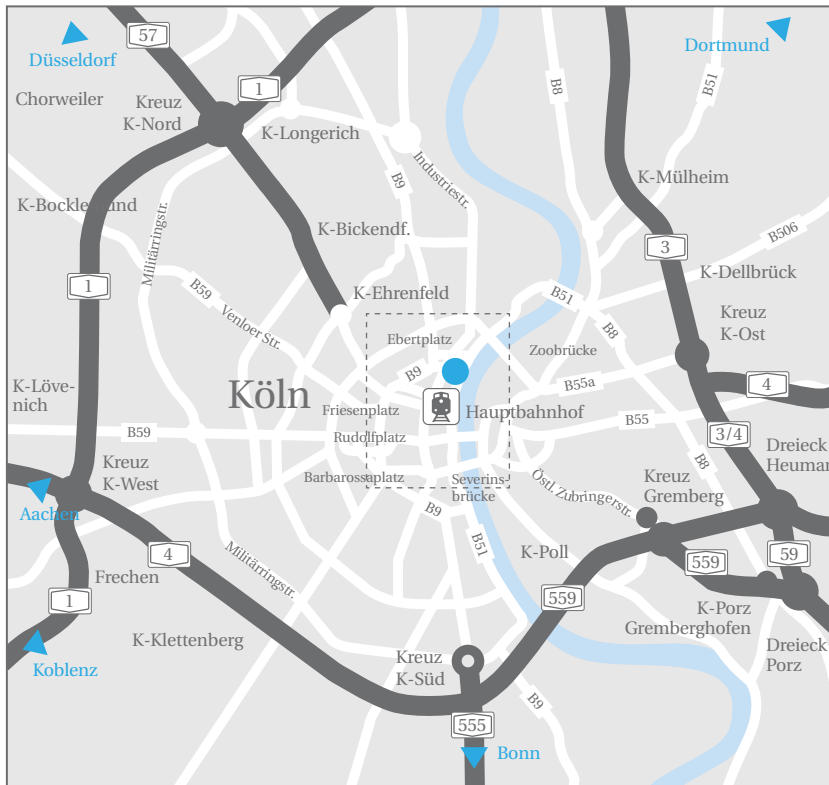 57
Düsseldorf
Dortmund
B8
B51
1
Chorweiler
Kreuz
K-Nord
K-Longerich
Industriestr.
B9
K-Mülheim
K-Bocklemünd
Militärringstr.
K-Bickendf.
B506
3
1
B59
K-Ehrenfeld
B51
K-Dellbrück
Venloer Str.
Kreuz
K-Ost
B8
Ebertplatz
Zoobrücke
B9
K-Löve-
nich
Köln
B55a
4
Friesenplatz
Hauptbahnhof
B55
B59
Rudolfplatz
3/4
Dreieck
Heumar
Kreuz
K-West
Barbarossaplatz
Severins-
brücke
Östl. Zubringerstr.
Kreuz
Gremberg
B8
Aachen
B9
4
Militärringstr.
B51
K-Poll
559
59
Frechen
1
559
K-Porz
Gremberghofen
K-Klettenberg
Koblenz
Kreuz
K-Süd
Dreieck
Porz
B9
555
Bonn